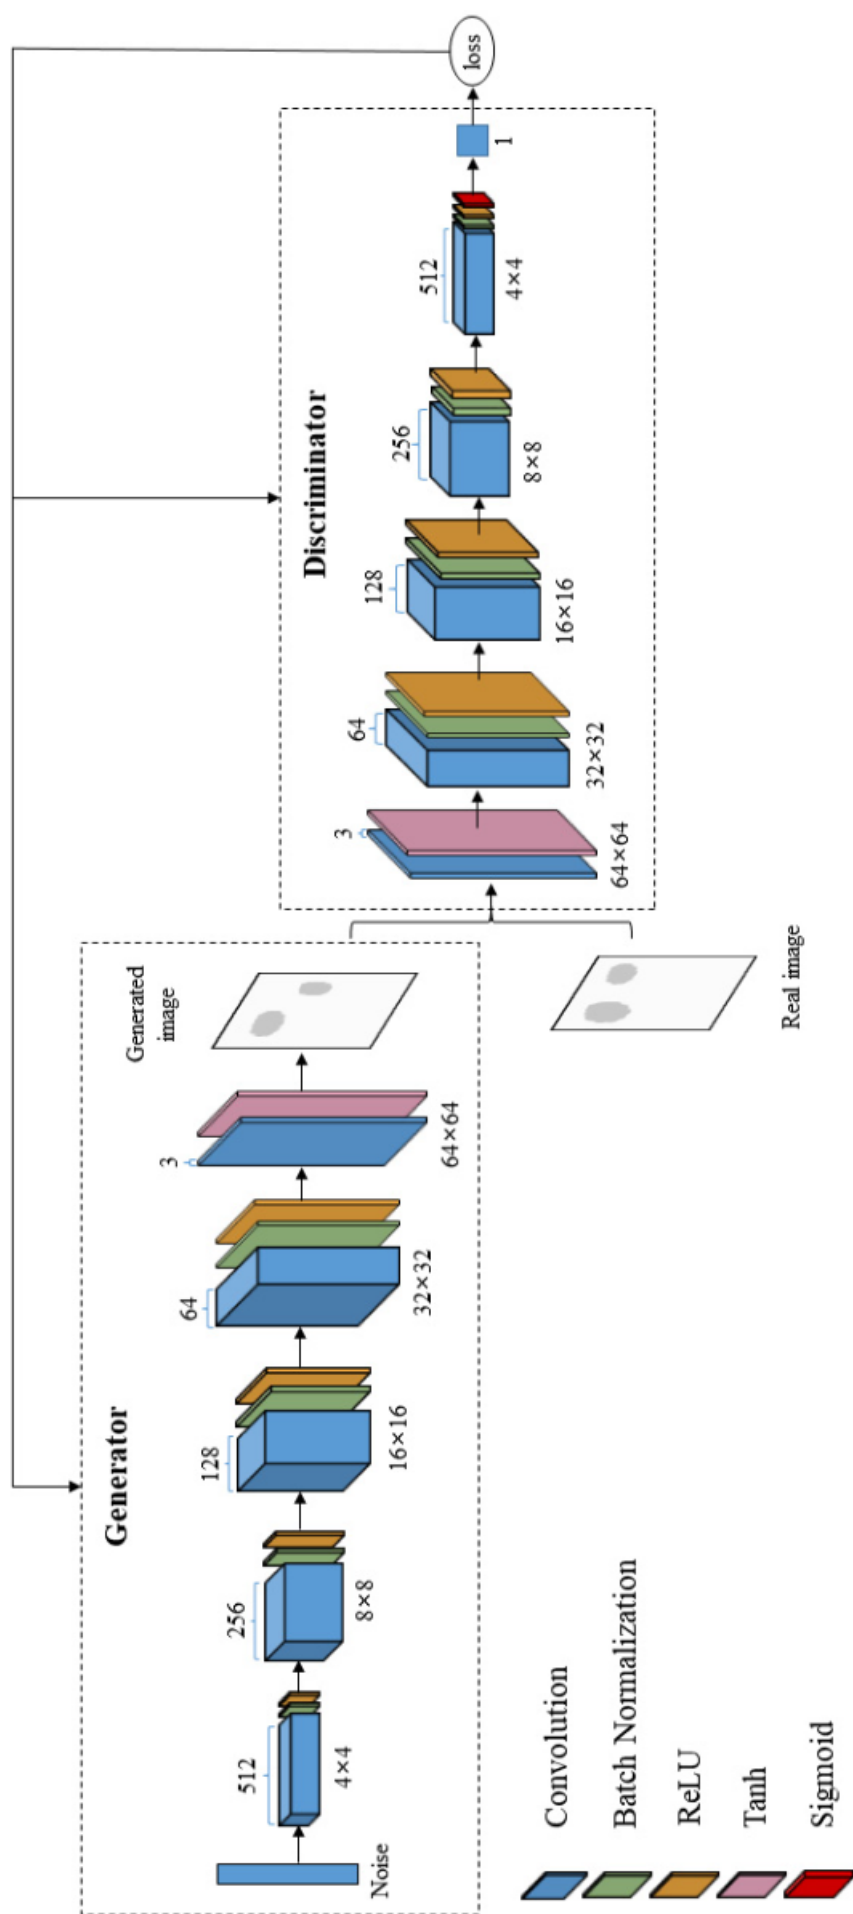 Generator
Noise
512
4×4
256
8×8
128
16×16
64
32×32
3
64×64
Generated
image
Real image
Discriminator
3
64×64
64
32×32
128
16×16
256
8×8
512
4×4
1
loss
Convolution
Batch Normalization
ReLU
Tanh
Sigmoid